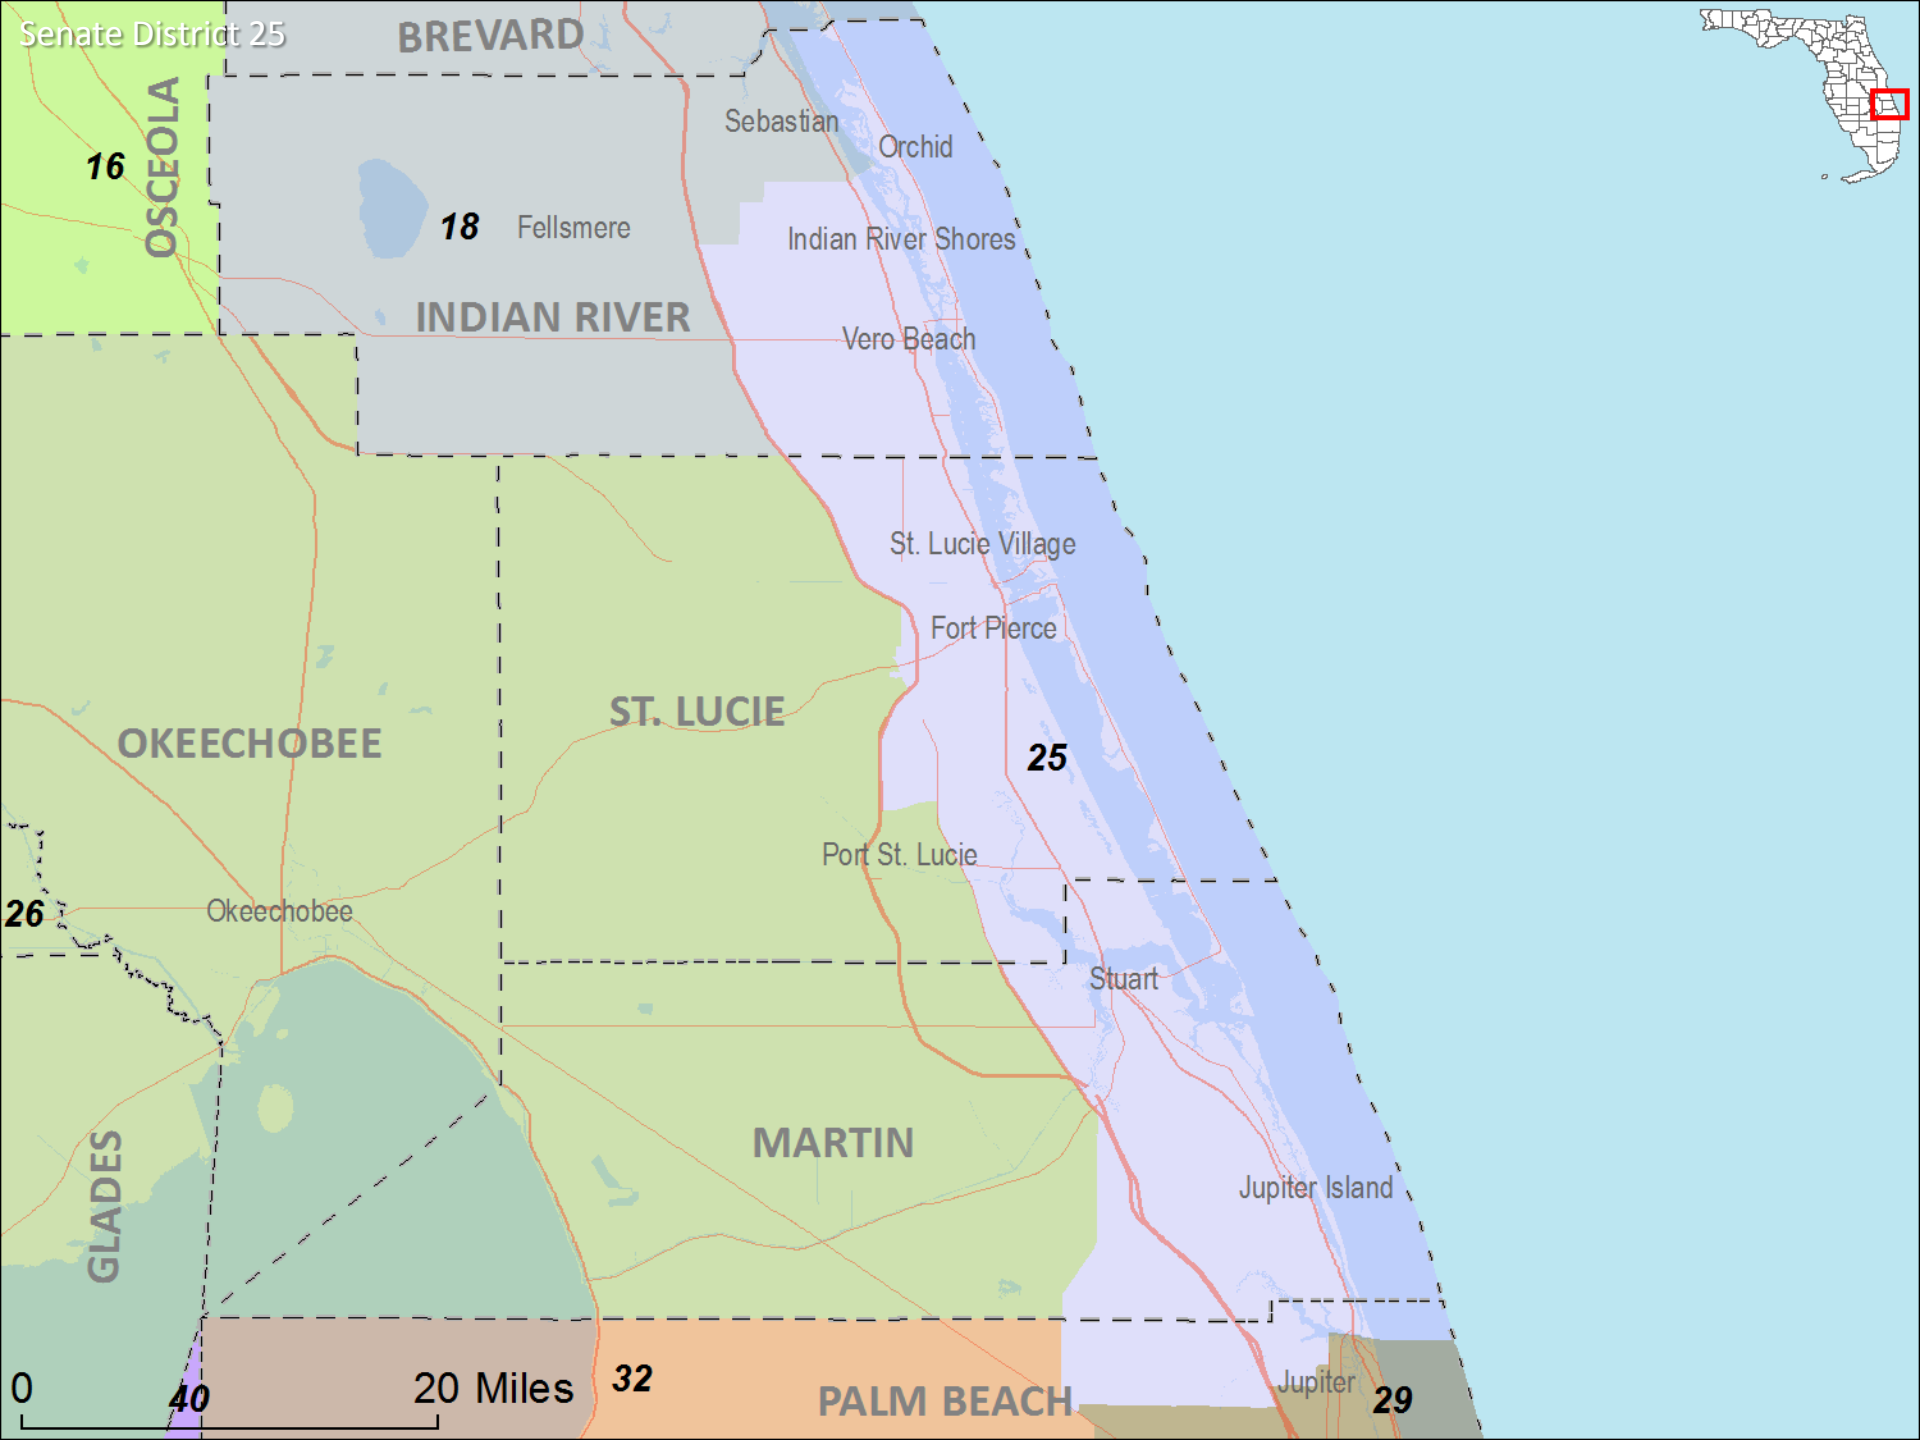 Senate District 25
BREVARD
OSCEOLA
16
Sebastian
Orchid
18
Fellsmere
Indian River Shores
INDIAN RIVER
Vero Beach
St. Lucie Village
Fort Pierce
ST. LUCIE
OKEECHOBEE
25
Port St. Lucie
26
Okeechobee
Stuart
MARTIN
GLADES
Jupiter Island
0
20 Miles
40
32
PALM BEACH
Jupiter
29